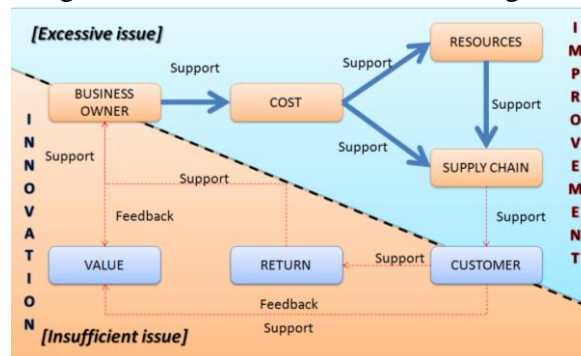 [Excessive issue]
RESOURCES
Support
Support
BUSINESS
OWNER
COST
Support
Support
Support
Support
SUPPLY CHAIN
Support
Feedback
Support
VALUE
RETURN
Support
CUSTOMER
Feedback
Support
[Insufficient issue]
INNOVATION
IMPROVEMENT